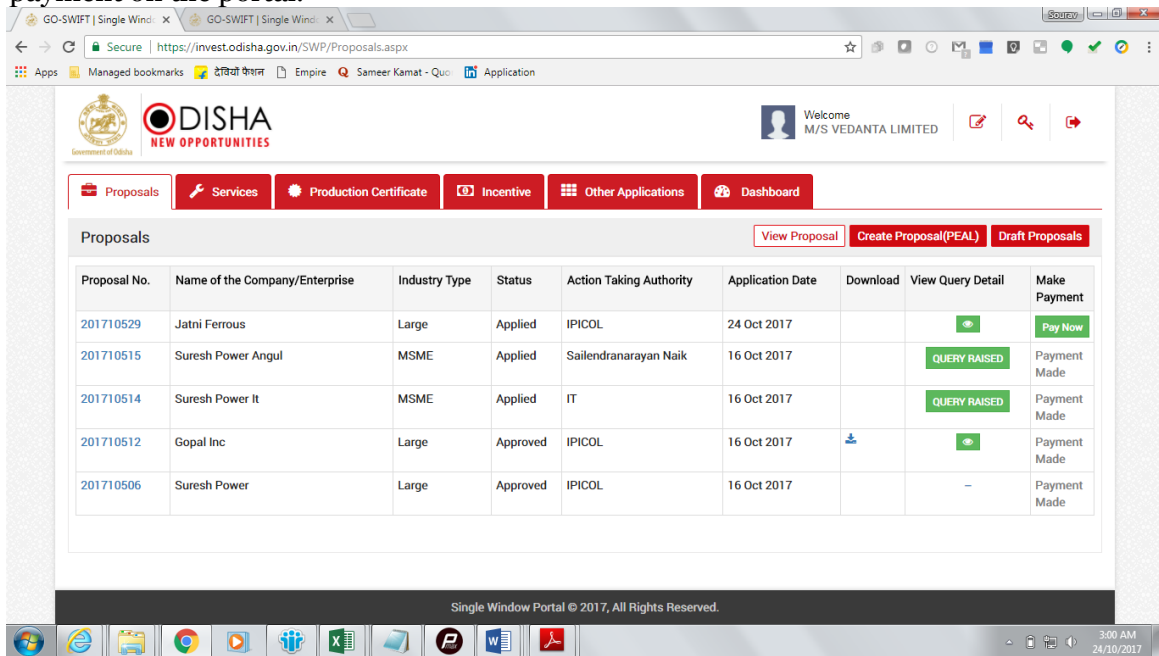 payment on the portal.
GO-SWIFT | Single Wind
GO-SWIFT | Single Wind
Sourav
Secure | https://invest.odisha.gov.in/SWP/Proposals.aspx
Apps Managed bookmarks देवियों फैशन Empire Sameer Kamat - Quo Application
Government of Odisha
ODISHA
NEW OPPORTUNITIES
Welcome
M/S VEDANTA LIMITED
Proposals Services Production Certificate Incentive Other Applications Dashboard
Proposals View Proposal Create Proposal(PEAL) Draft Proposals
Proposal No. Name of the Company/Enterprise Industry Type Status Action Taking Authority Application Date Download View Query Detail Make Payment
201710529 Jatni Ferrous Large Applied IPICOL 24 Oct 2017 Pay Now
201710515 Suresh Power Angul MSME Applied Sailendranarayan Naik 16 Oct 2017 QUERY RAISED Payment Made
201710514 Suresh Power It MSME Applied IT 16 Oct 2017 QUERY RAISED Payment Made
201710512 Gopal Inc Large Approved IPICOL 16 Oct 2017 Payment Made
201710506 Suresh Power Large Approved IPICOL 16 Oct 2017 – Payment Made
Single Window Portal © 2017, All Rights Reserved.
3:00 AM
24/10/2017